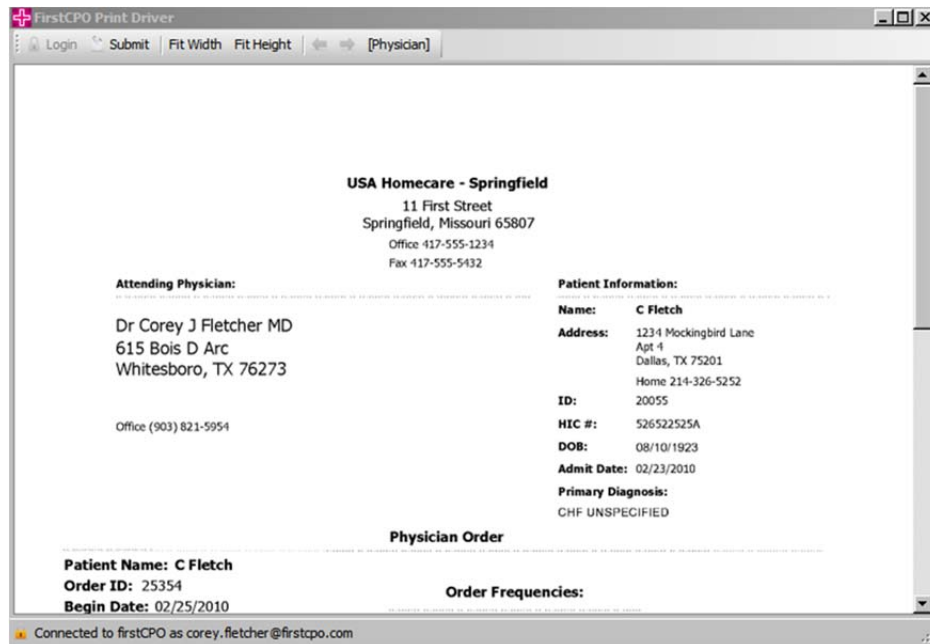 FirstCPO Print Driver
Login Submit Fit Width Fit Height [Physician]
USA Homecare - Springfield
11 First Street
Springfield, Missouri 65807
Office 417-555-1234
Fax 417-555-5432
Attending Physician:
Dr Corey J Fletcher MD
615 Bois D Arc
Whitesboro, TX 76273
Office (903) 821-5954
Patient Information:
Name: C Fletch
Address: 1234 Mockingbird Lane
Apt 4
Dallas, TX 75201
Home 214-326-5252
ID: 20055
HIC #: 526522525A
DOB: 08/10/1923
Admit Date: 02/23/2010
Primary Diagnosis:
CHF UNSPECIFIED
Physician Order
Patient Name: C Fletch
Order ID: 25354
Begin Date: 02/25/2010
Order Frequencies:
Connected to firstCPO as corey.fletcher@firstcpo.com